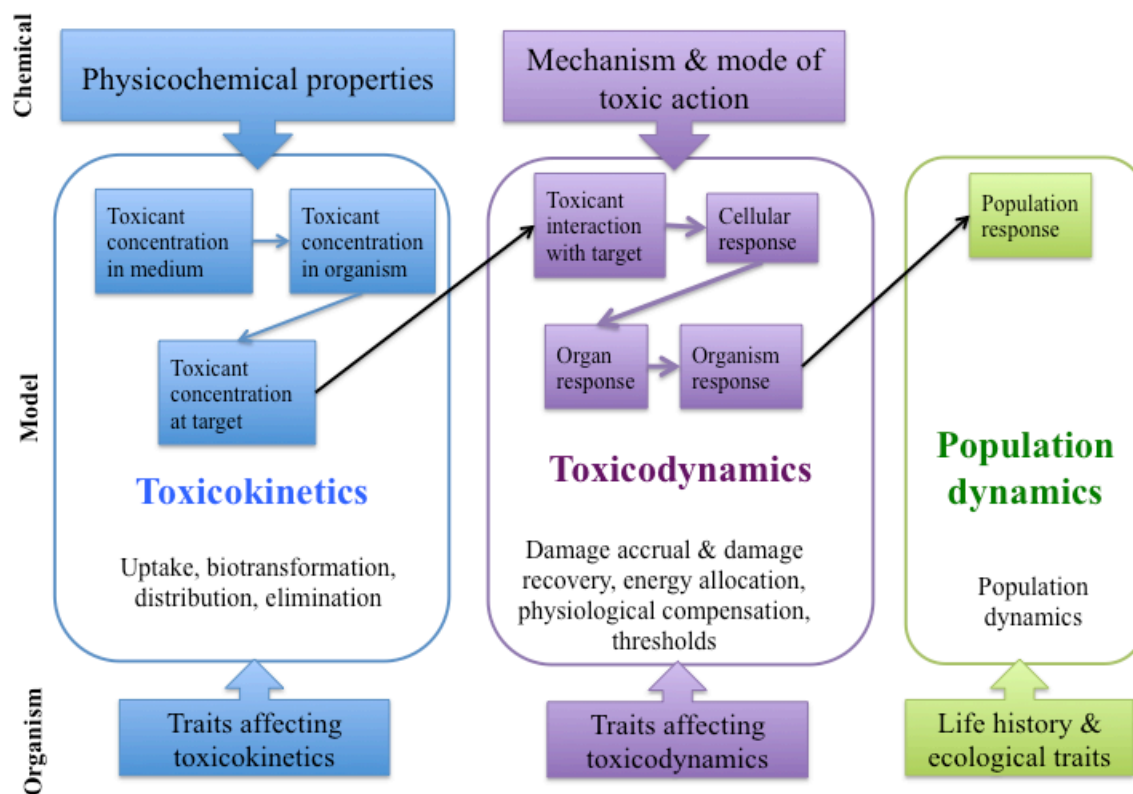 Chemical
Physicochemical properties
Mechanism & mode of
toxic action
Model
Toxicant
concentration
in medium
Toxicant
concentration
in organism
Toxicant
concentration
at target
Toxicokinetics
Uptake, biotransformation,
distribution, elimination
Toxicant
interaction
with target
Cellular
response
Organ
response
Organism
response
Toxicodynamics
Damage accrual & damage
recovery, energy allocation,
physiological compensation,
thresholds
Population
response
Population
dynamics
Population
dynamics
Organism
Traits affecting
toxicokinetics
Traits affecting
toxicodynamics
Life history &
ecological traits